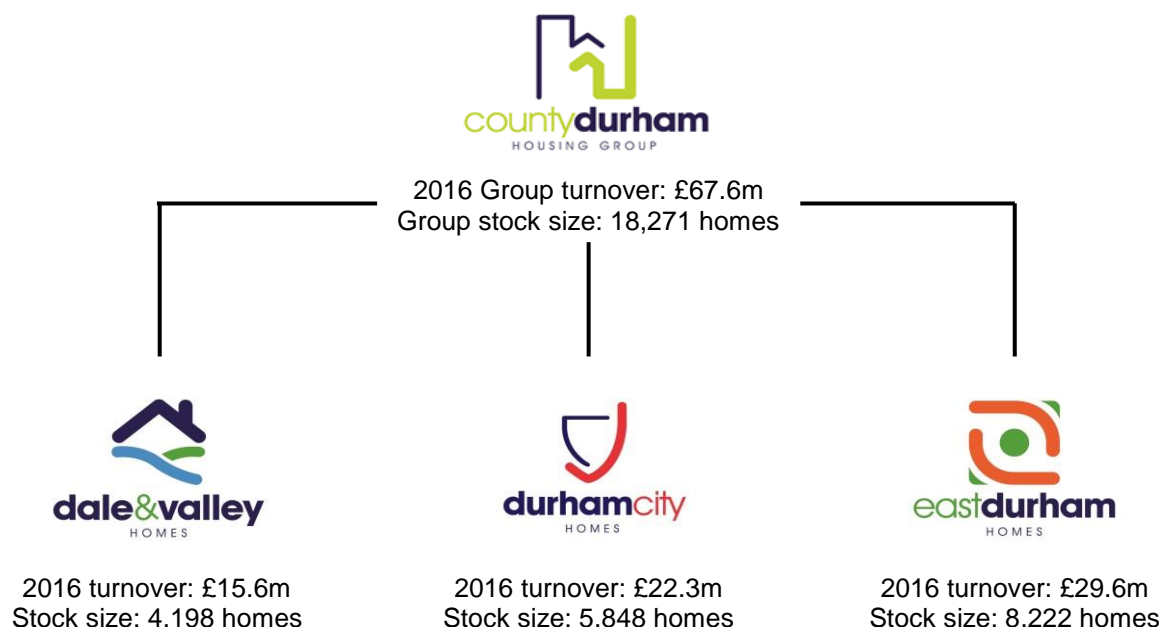 countydurham
HOUSING GROUP
2016 Group turnover: £67.6m
Group stock size: 18,271 homes
dale&valley
HOMES
durhamcity
HOMES
eastdurham
HOMES
2016 turnover: £15.6m
Stock size: 4,198 homes
2016 turnover: £22.3m
Stock size: 5,848 homes
2016 turnover: £29.6m
Stock size: 8,222 homes